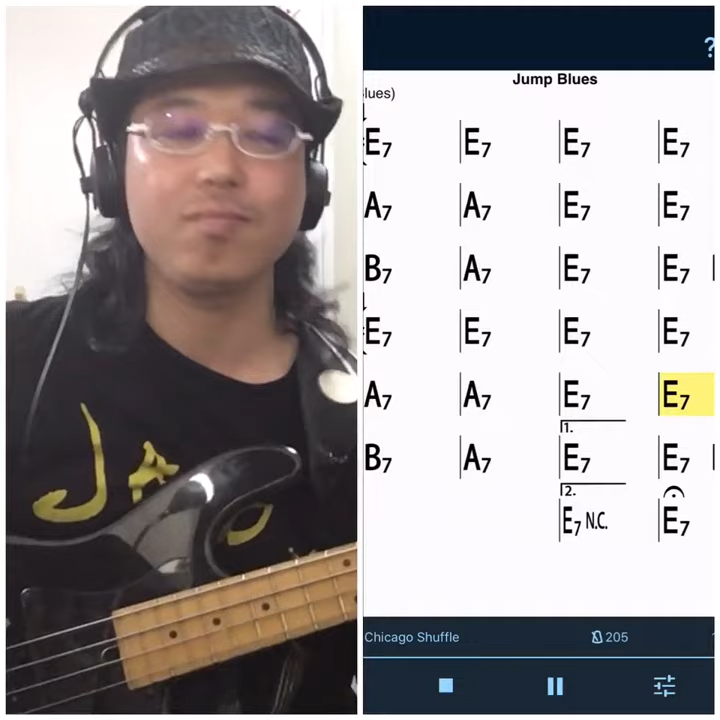 JA
?
Jump Blues
lues)
E7 E7 E7 E7
A7 A7 E7 E7
B7 A7 E7 E7
E7 E7 E7 E7
A7 A7 E7 E7
1.
B7 A7 E7 E7
2.
E7 N.C. E7
Chicago Shuffle 205